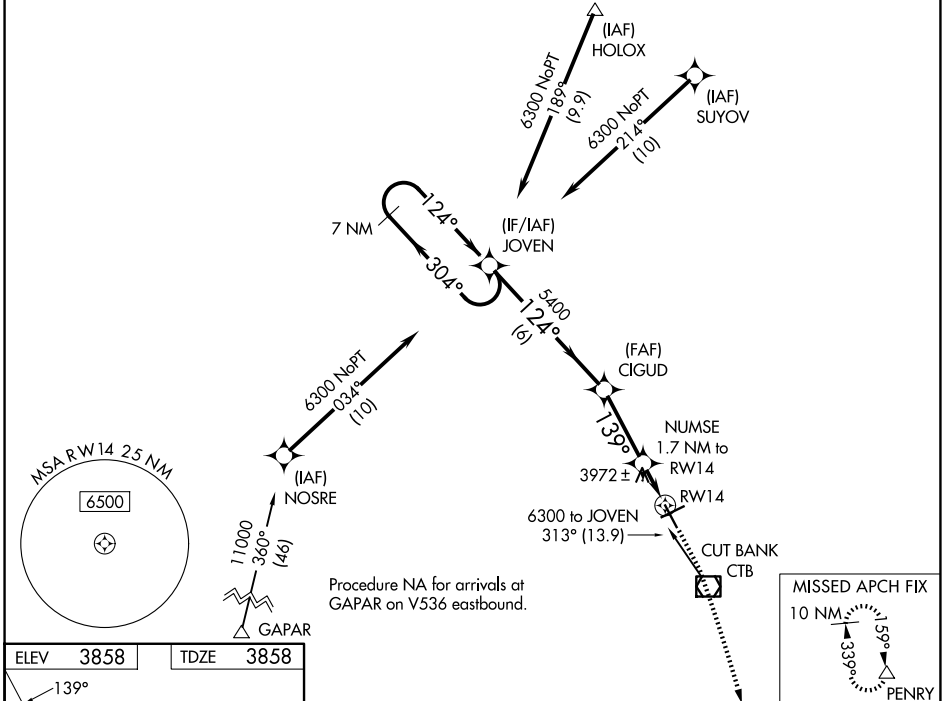 (IAF)
HOLOX
6300 NoPT
189°
(9.9)
(IAF)
SUYOV
6300 NoPT
214°
(10)
7 NM
124°
304°
(IF/IAF)
JOVEN
5400
124°
(6)
(FAF)
CIGUD
139°
NUMSE
1.7 NM to
RW14
3972 ±
RW14
6300 NoPT
034°
(10)
(IAF)
NOSRE
11000
360°
(46)
GAPAR
MSA RW14 25 NM
6500
6300 to JOVEN
313° (13.9)
CUT BANK
CTB
Procedure NA for arrivals at
GAPAR on V536 eastbound.
MISSED APCH FIX
10 NM
159°
339°
PENRY
ELEV 3858
TDZE 3858
139°